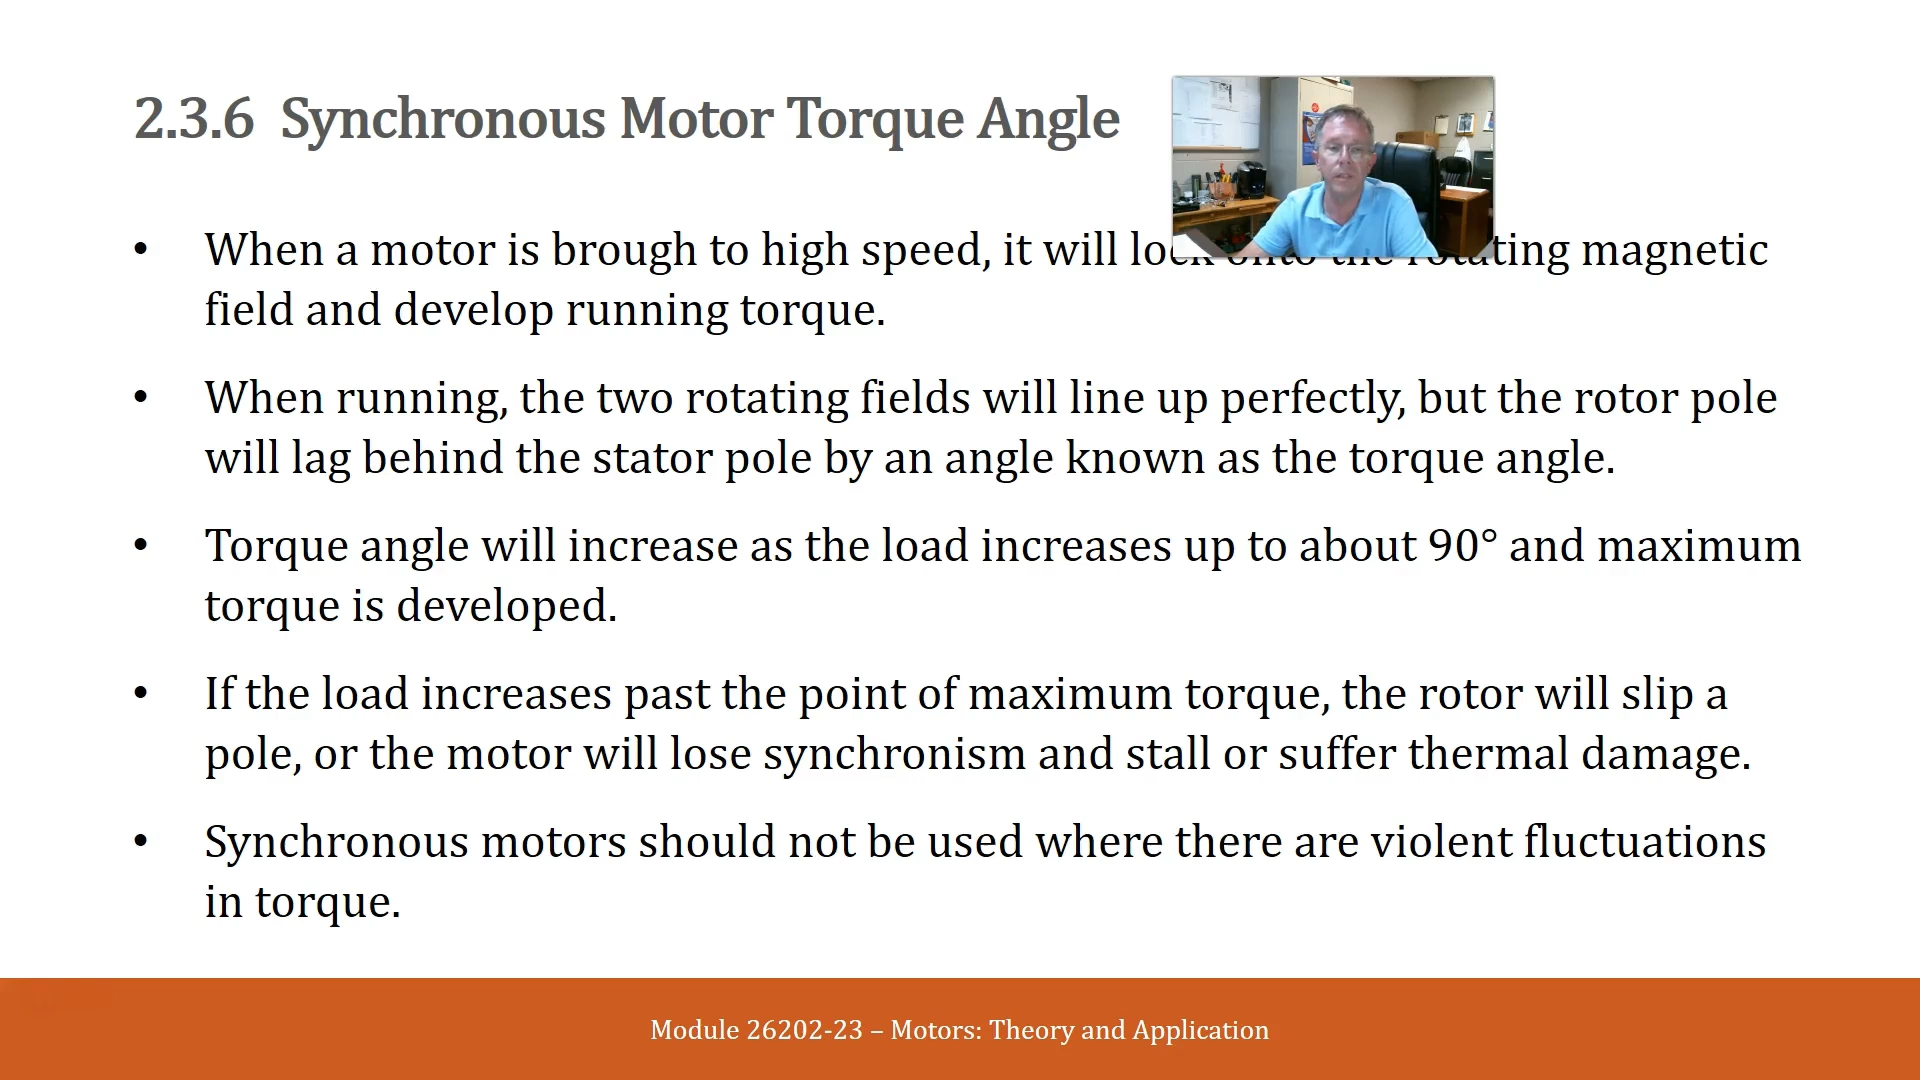 2.3.6 Synchronous Motor Torque Angle
• When a motor is brough to high speed, it will lock onto the rotating magnetic
field and develop running torque.
• When running, the two rotating fields will line up perfectly, but the rotor pole
will lag behind the stator pole by an angle known as the torque angle.
• Torque angle will increase as the load increases up to about 90° and maximum
torque is developed.
• If the load increases past the point of maximum torque, the rotor will slip a
pole, or the motor will lose synchronism and stall or suffer thermal damage.
• Synchronous motors should not be used where there are violent fluctuations
in torque.
Module 26202-23 – Motors: Theory and Application